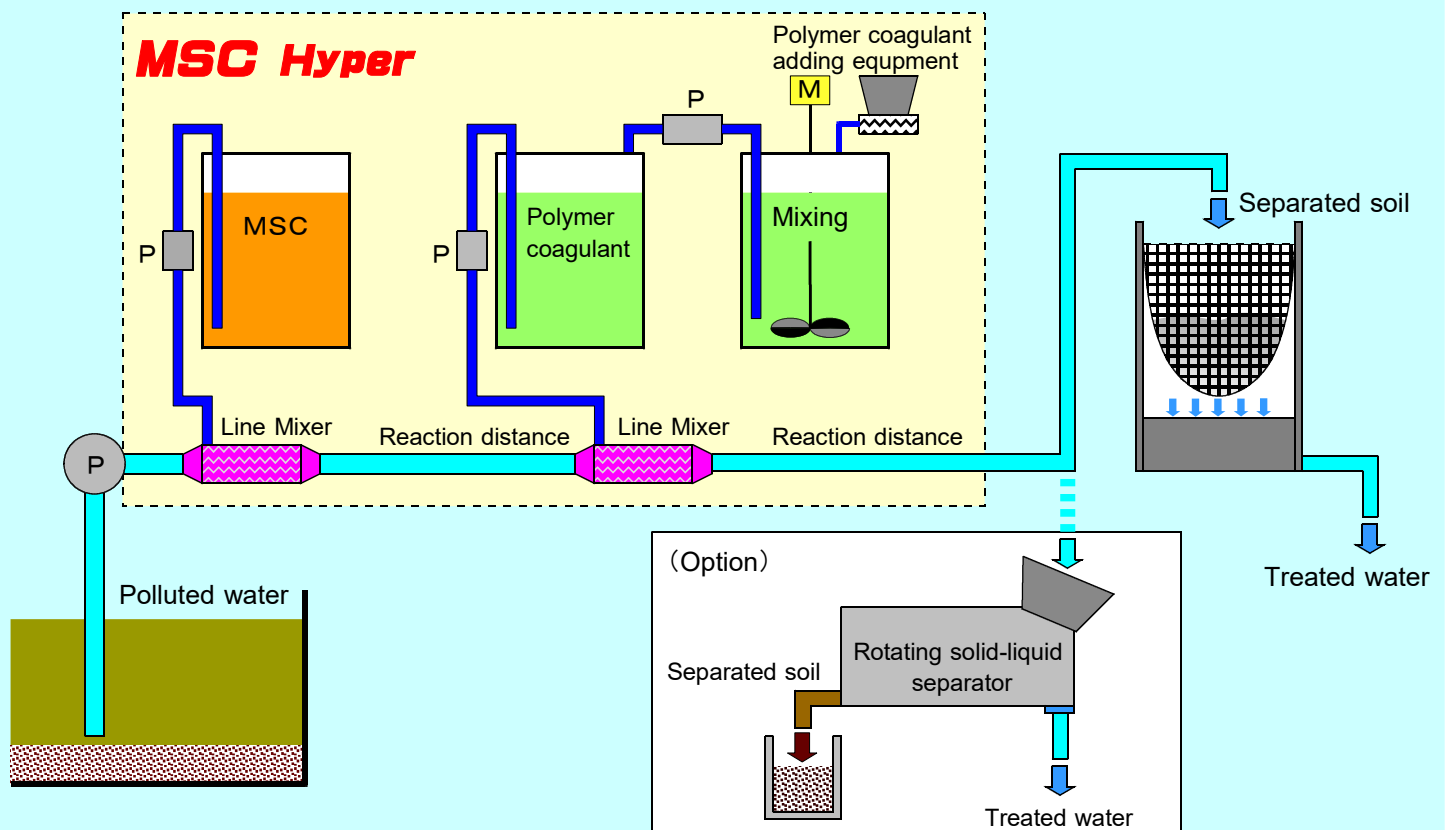 MSC Hyper
Polymer coagulant
adding equpment
P
M
MSC
Polymer
coagulant
Mixing
P
P
Separated soil
Line Mixer
Reaction distance
Line Mixer
Reaction distance
P
Polluted water
Treated water
（Option）
Rotating solid-liquid
separator
Separated soil
Treated water